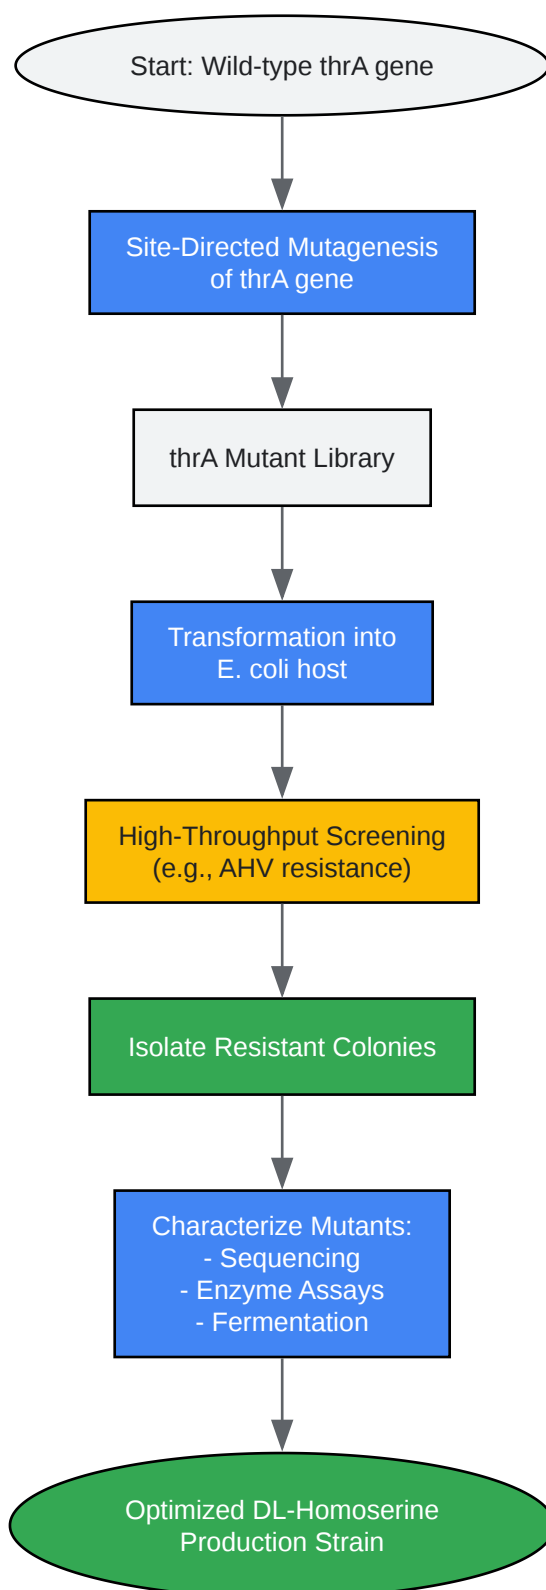 Start: Wild-type thrA gene
Site-Directed Mutagenesis
of thrA gene
thrA Mutant Library
Transformation into
E. coli host
High-Throughput Screening
(e.g., AHV resistance)
Isolate Resistant Colonies
Characterize Mutants:
- Sequencing
- Enzyme Assays
- Fermentation
Optimized DL-Homoserine
Production Strain